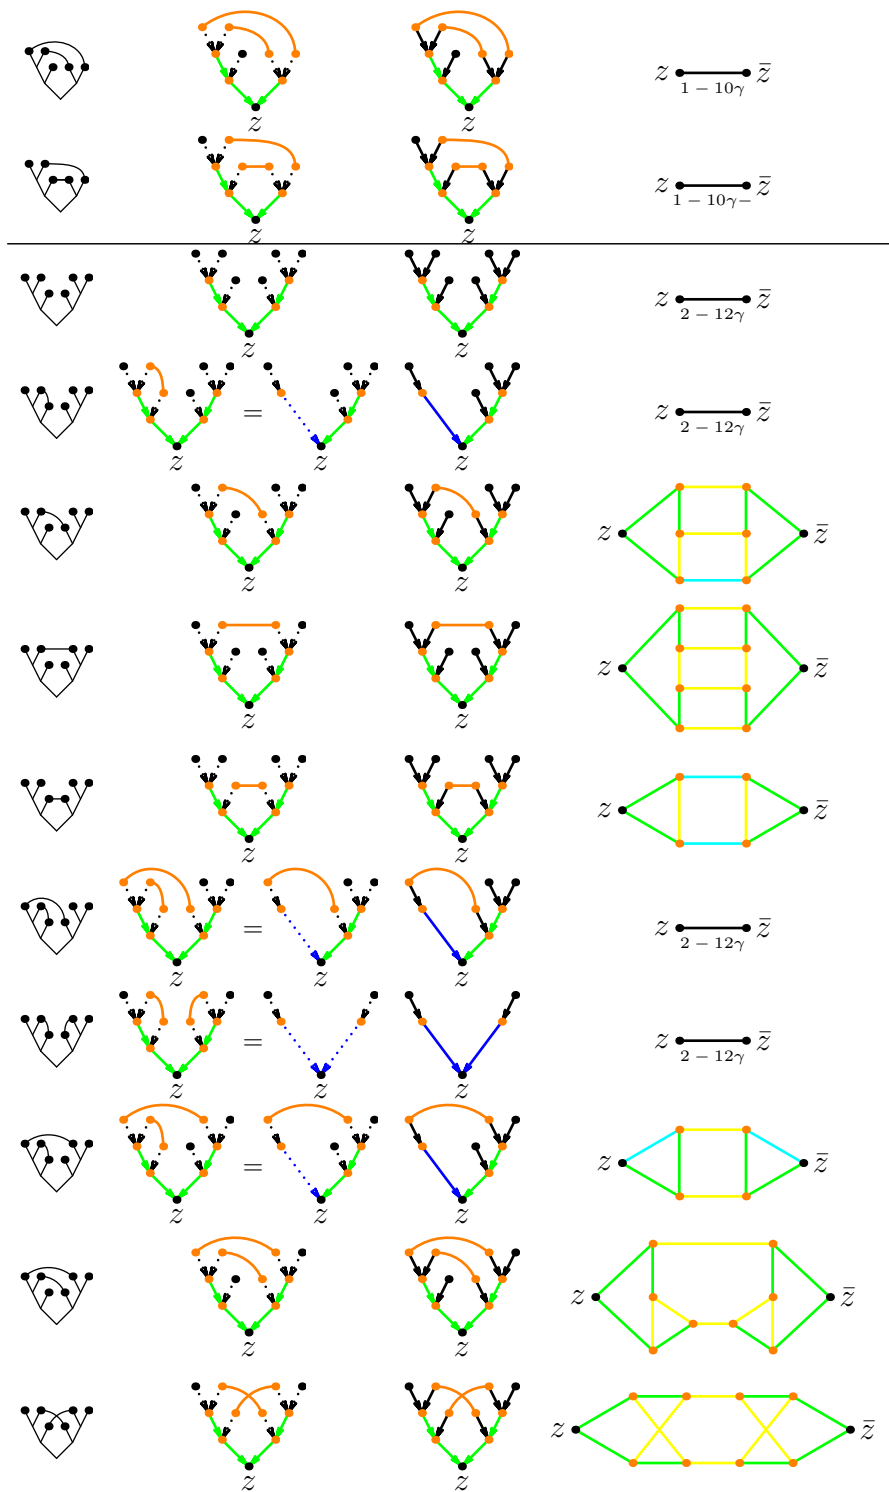 z z̄
1 − 10γ
z z
z z̄
1 − 10γ−
z z
z z̄
2 − 12γ
z z
= z z̄
2 − 12γ
z z z
z z̄
z z
z z̄
z z
z z̄
z z
= z z̄
2 − 12γ
z z z
= z z̄
2 − 12γ
z z z
= z z̄
z z z
z z̄
z z
z z̄
z z